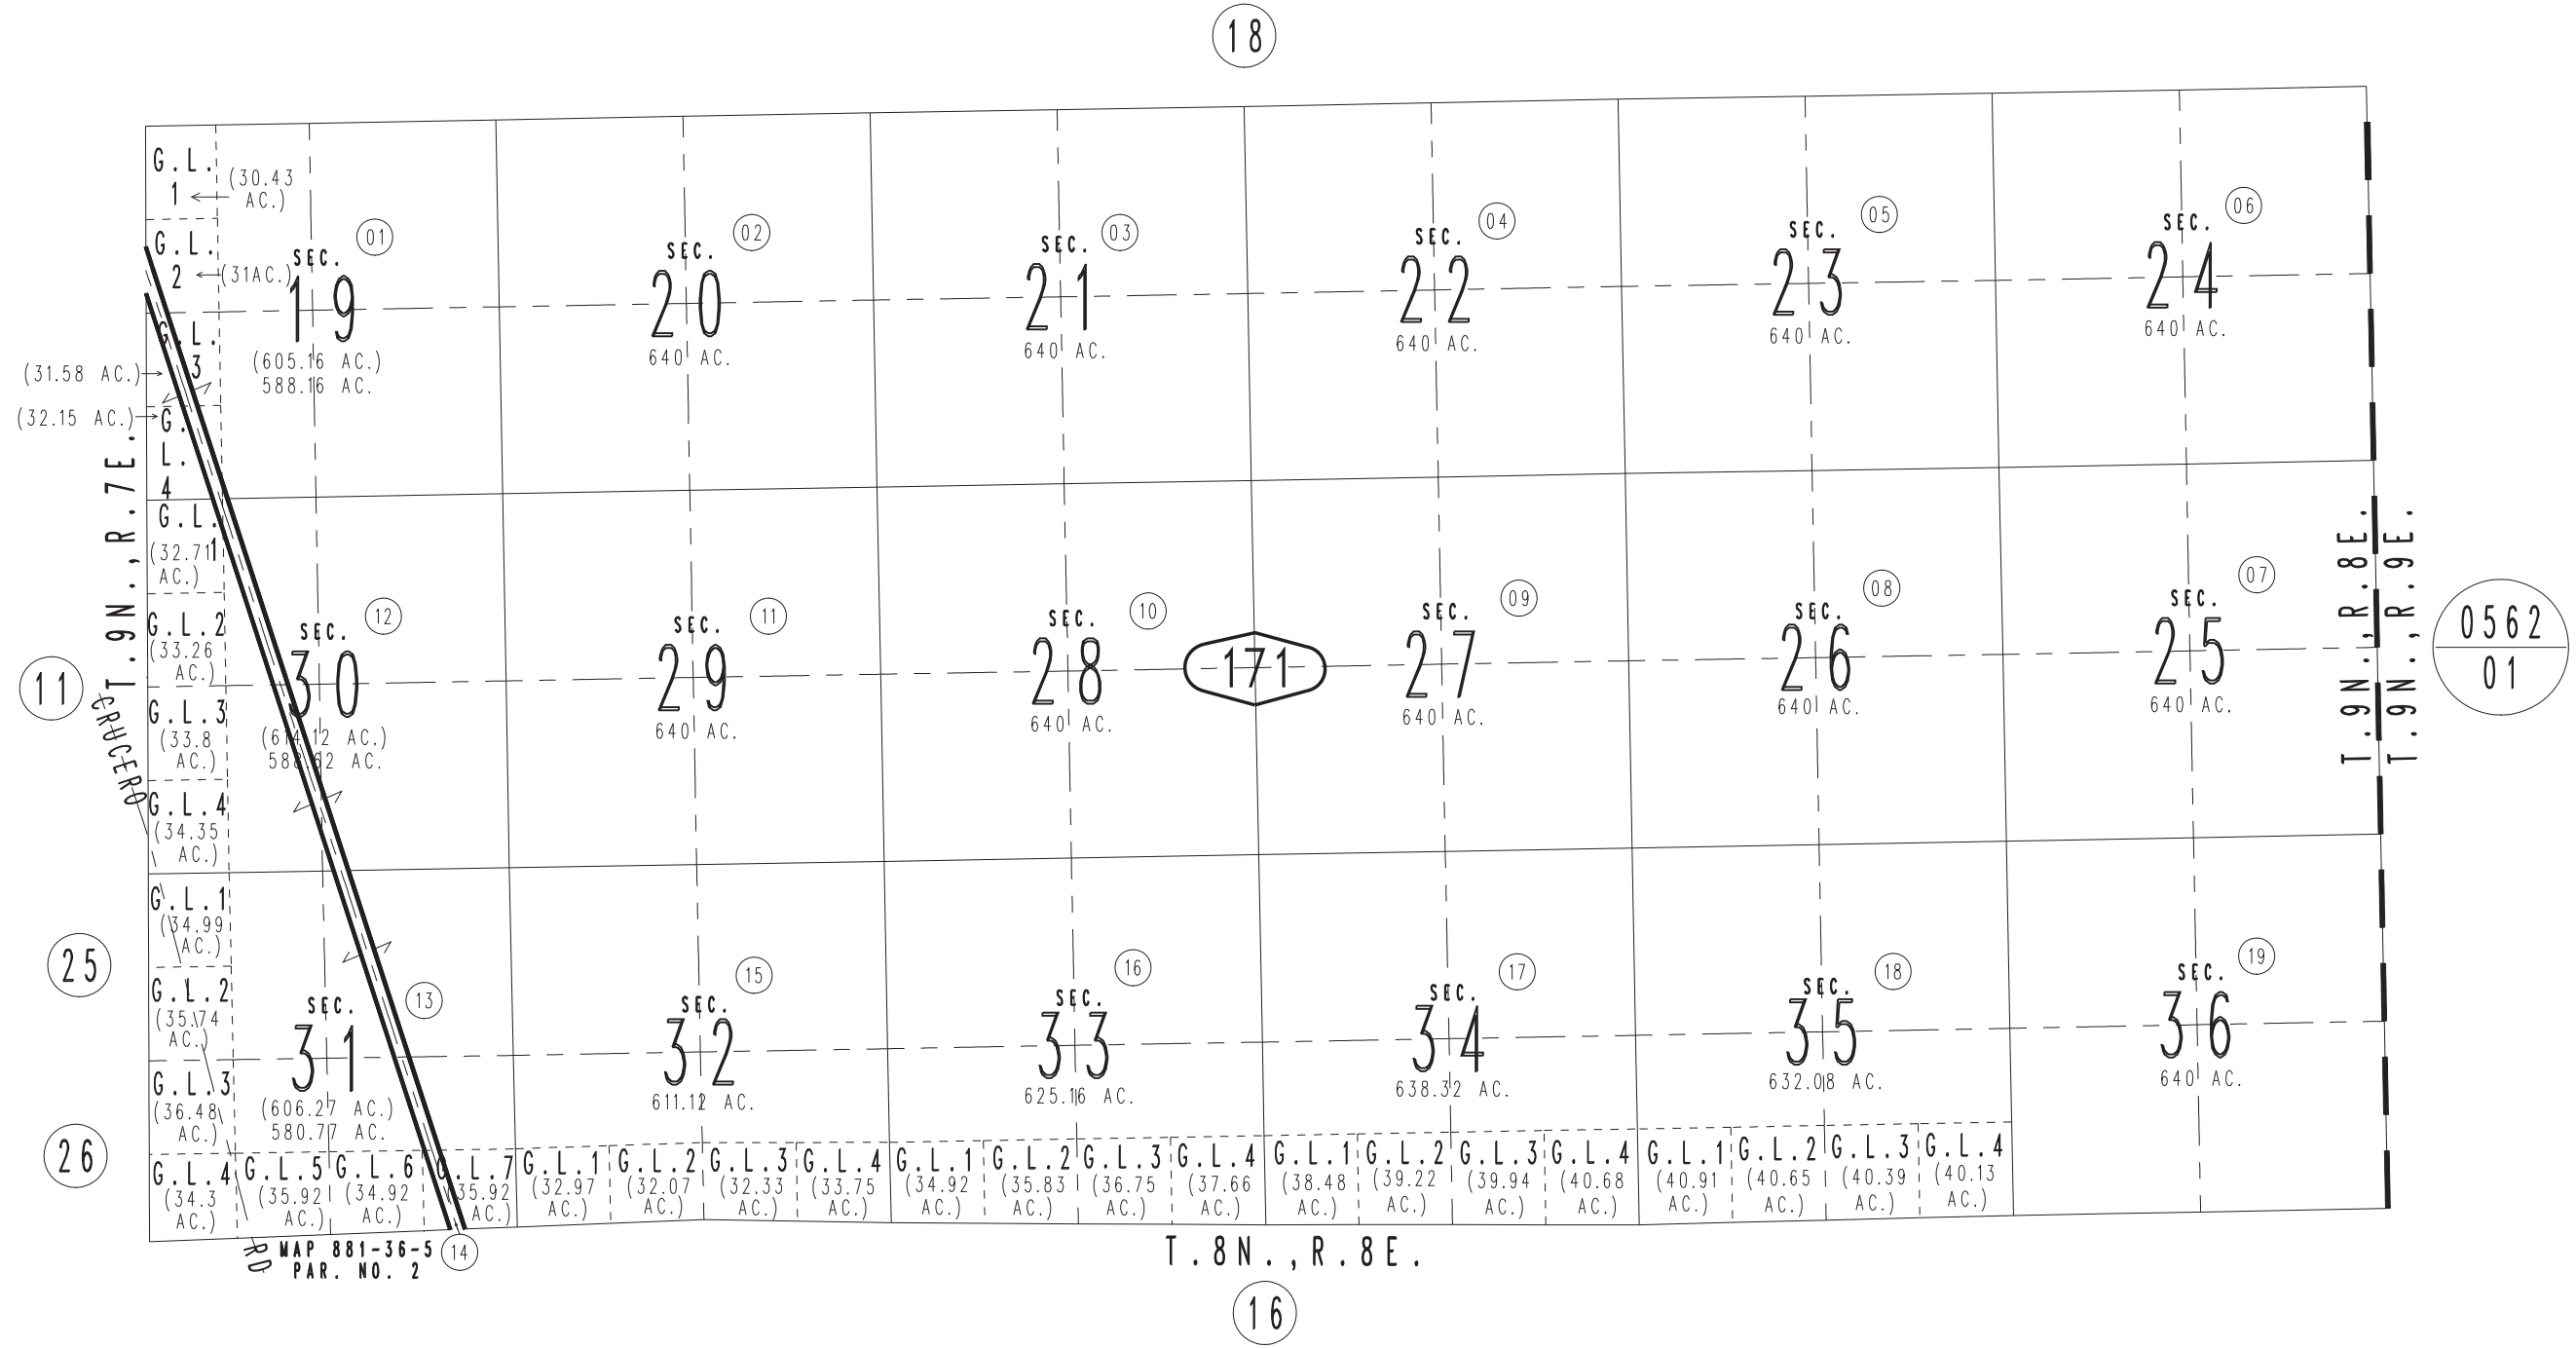 18
G.L.
1
(30.43
AC.)
G.L.
2
(31AC.)
SEC.
19
01
(605.16 AC.)
588.16 AC.
G.L.
3
(31.58 AC.)
(32.15 AC.)
G.
L.
4
SEC.
20
02
640 AC.
SEC.
21
03
640 AC.
SEC.
22
04
640 AC.
SEC.
23
05
640 AC.
SEC.
24
06
640 AC.
T.9N.,R.7E.
11
CRUCERO
G.L.
1
(32.71
AC.)
G.L.2
(33.26
AC.)
G.L.3
(33.8
AC.)
G.L.4
(34.35
AC.)
SEC.
30
12
(614.12 AC.)
588.62 AC.
SEC.
29
11
640 AC.
SEC.
28
10
640 AC.
171
SEC.
27
09
640 AC.
SEC.
26
08
640 AC.
SEC.
25
07
640 AC.
T.9N.,R.8E.
T.9N.,R.9E.
0562
01
25
26
G.L.1
(34.99
AC.)
G.L.2
(35.74
AC.)
G.L.3
(36.48
AC.)
SEC.
31
13
(606.27 AC.)
580.77 AC.
SEC.
32
15
611.12 AC.
SEC.
33
16
625.16 AC.
SEC.
34
17
638.32 AC.
SEC.
35
18
632.08 AC.
SEC.
36
19
640 AC.
G.L.4
(34.3
AC.)
G.L.5
(35.92
AC.)
G.L.6
(34.92
AC.)
G.L.7
(35.92
AC.)
G.L.1
(32.97
AC.)
G.L.2
(32.07
AC.)
G.L.3
(32.33
AC.)
G.L.4
(33.75
AC.)
G.L.1
(34.92
AC.)
G.L.2
(35.83
AC.)
G.L.3
(36.75
AC.)
G.L.4
(37.66
AC.)
G.L.1
(38.48
AC.)
G.L.2
(39.22
AC.)
G.L.3
(39.94
AC.)
G.L.4
(40.68
AC.)
G.L.1
(40.91
AC.)
G.L.2
(40.65
AC.)
G.L.3
(40.39
AC.)
G.L.4
(40.13
AC.)
RD
MAP 881-36-5
PAR. NO. 2
14
T.8N.,R.8E.
16